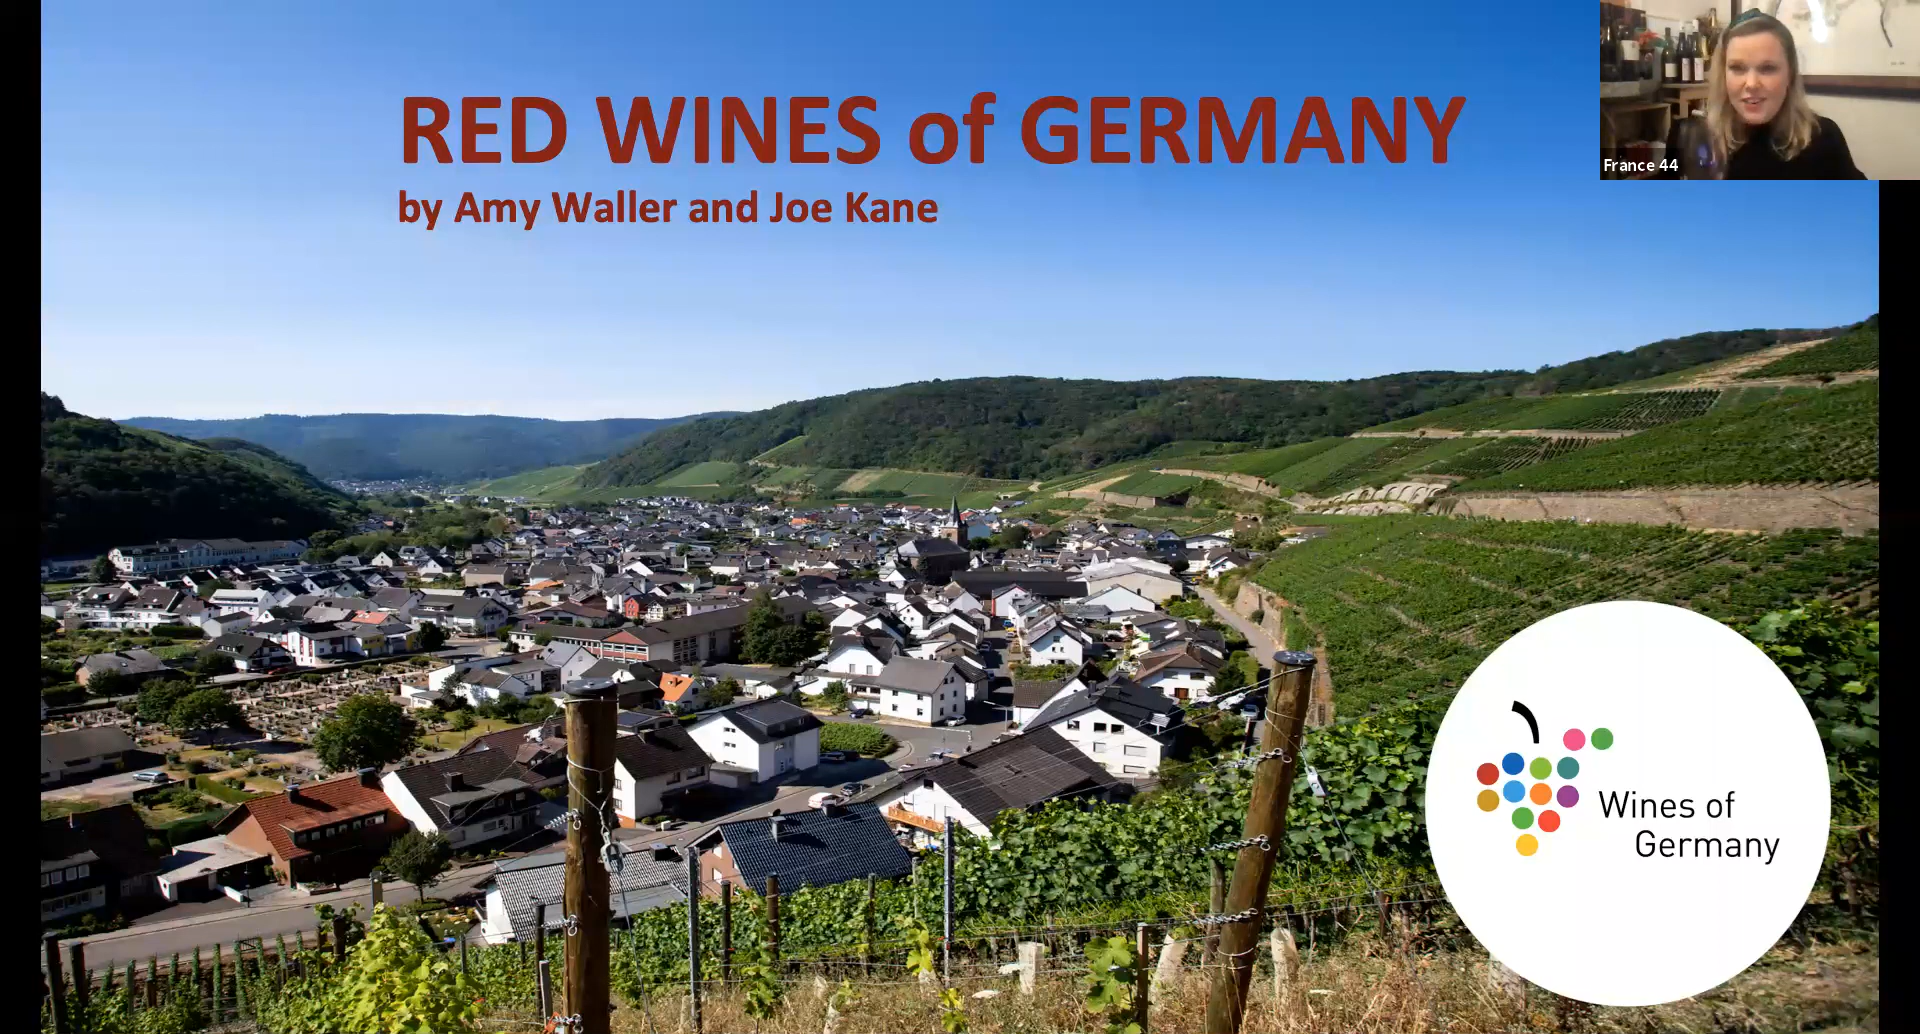 RED WINES of GERMANY
by Amy Waller and Joe Kane
France 44
Wines of
Germany